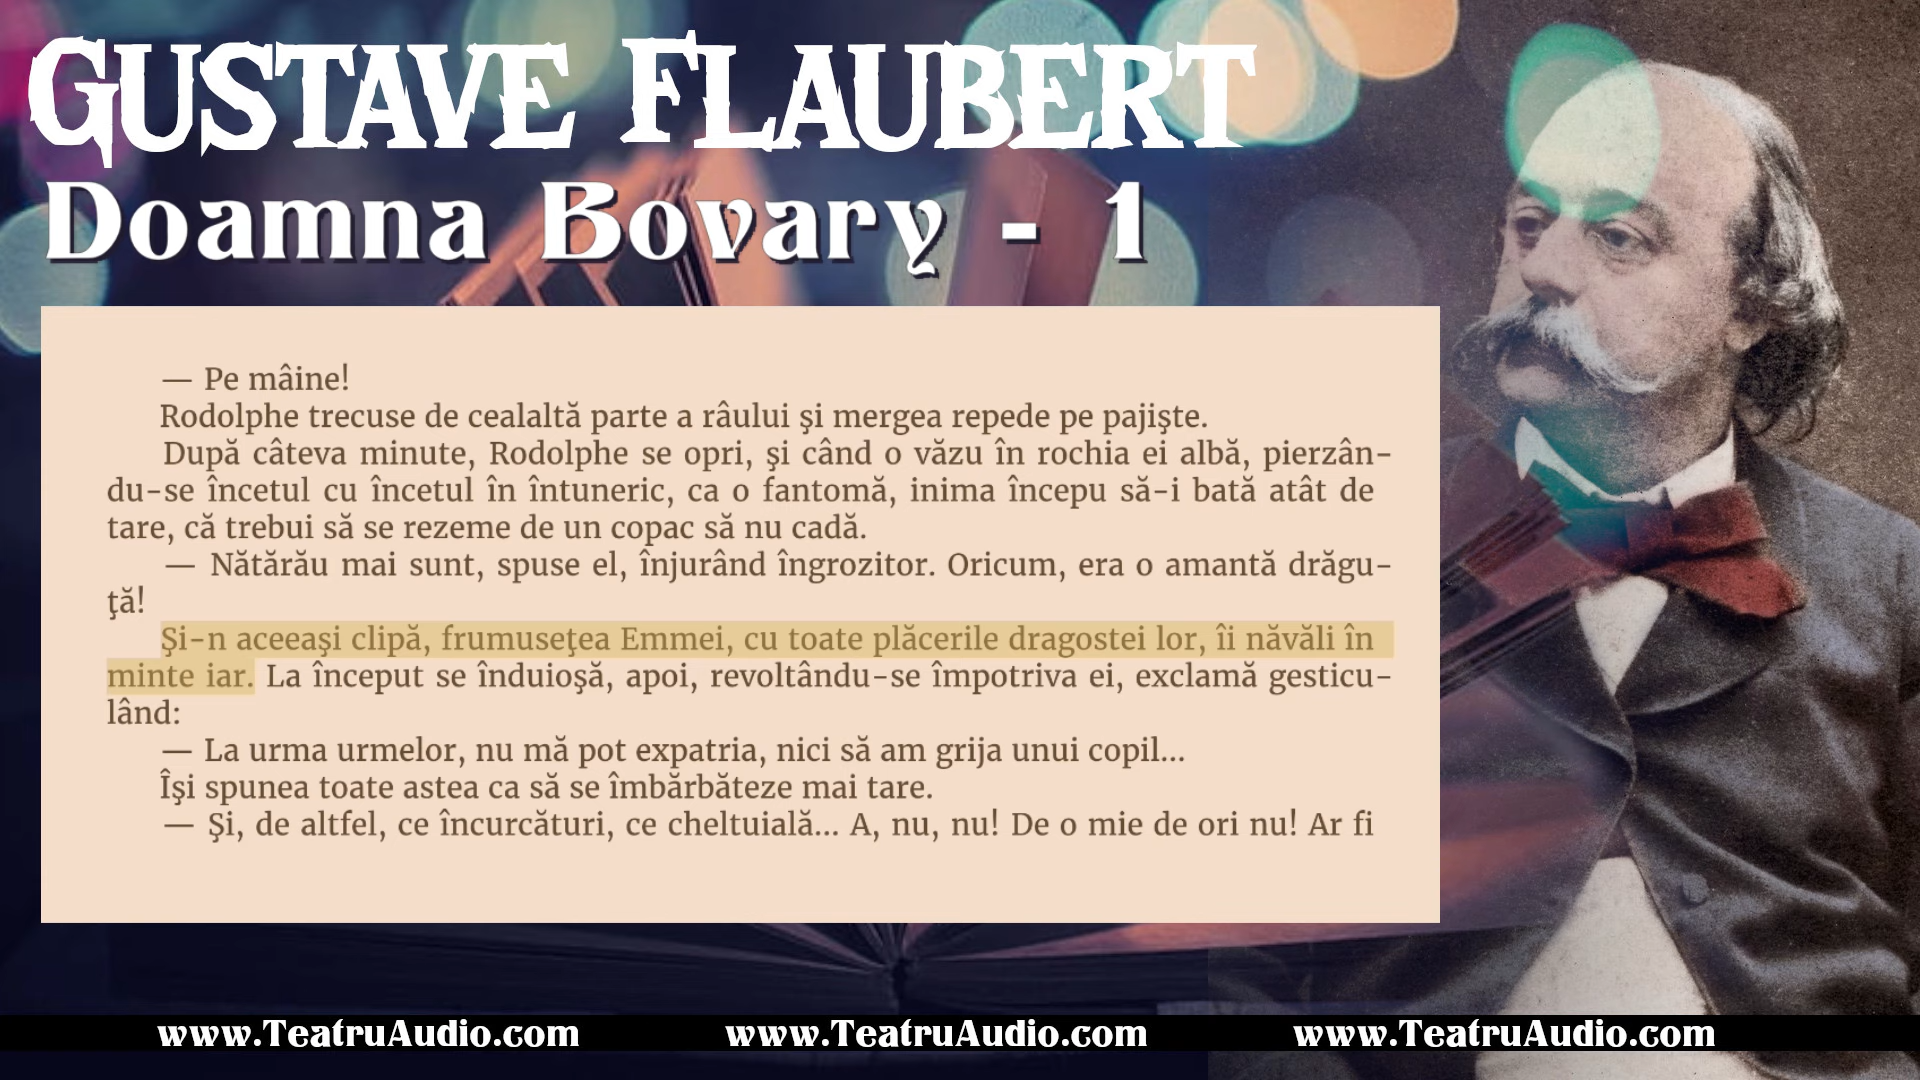 GUSTAVE FLAUBERT
Doamna Bovary - 1
— Pe mâine!
Rodolphe trecuse de cealaltă parte a râului şi mergea repede pe pajişte.
După câteva minute, Rodolphe se opri, şi când o văzu în rochia ei albă, pierzân-
du-se încetul cu încetul în întuneric, ca o fantomă, inima începu să-i bată atât de
tare, că trebui să se rezeme de un copac să nu cadă.
— Nătărău mai sunt, spuse el, înjurând îngrozitor. Oricum, era o amantă drăgu-
ţă!
Şi-n aceeaşi clipă, frumuseţea Emmei, cu toate plăcerile dragostei lor, îi năvăli în
minte iar. La început se înduioşă, apoi, revoltându-se împotriva ei, exclamă gesticu-
lând:
— La urma urmelor, nu mă pot expatria, nici să am grija unui copil...
Îşi spunea toate astea ca să se îmbărbăteze mai tare.
— Şi, de altfel, ce încurcături, ce cheltuială... A, nu, nu! De o mie de ori nu! Ar fi
www.TeatruAudio.com www.TeatruAudio.com www.TeatruAudio.com